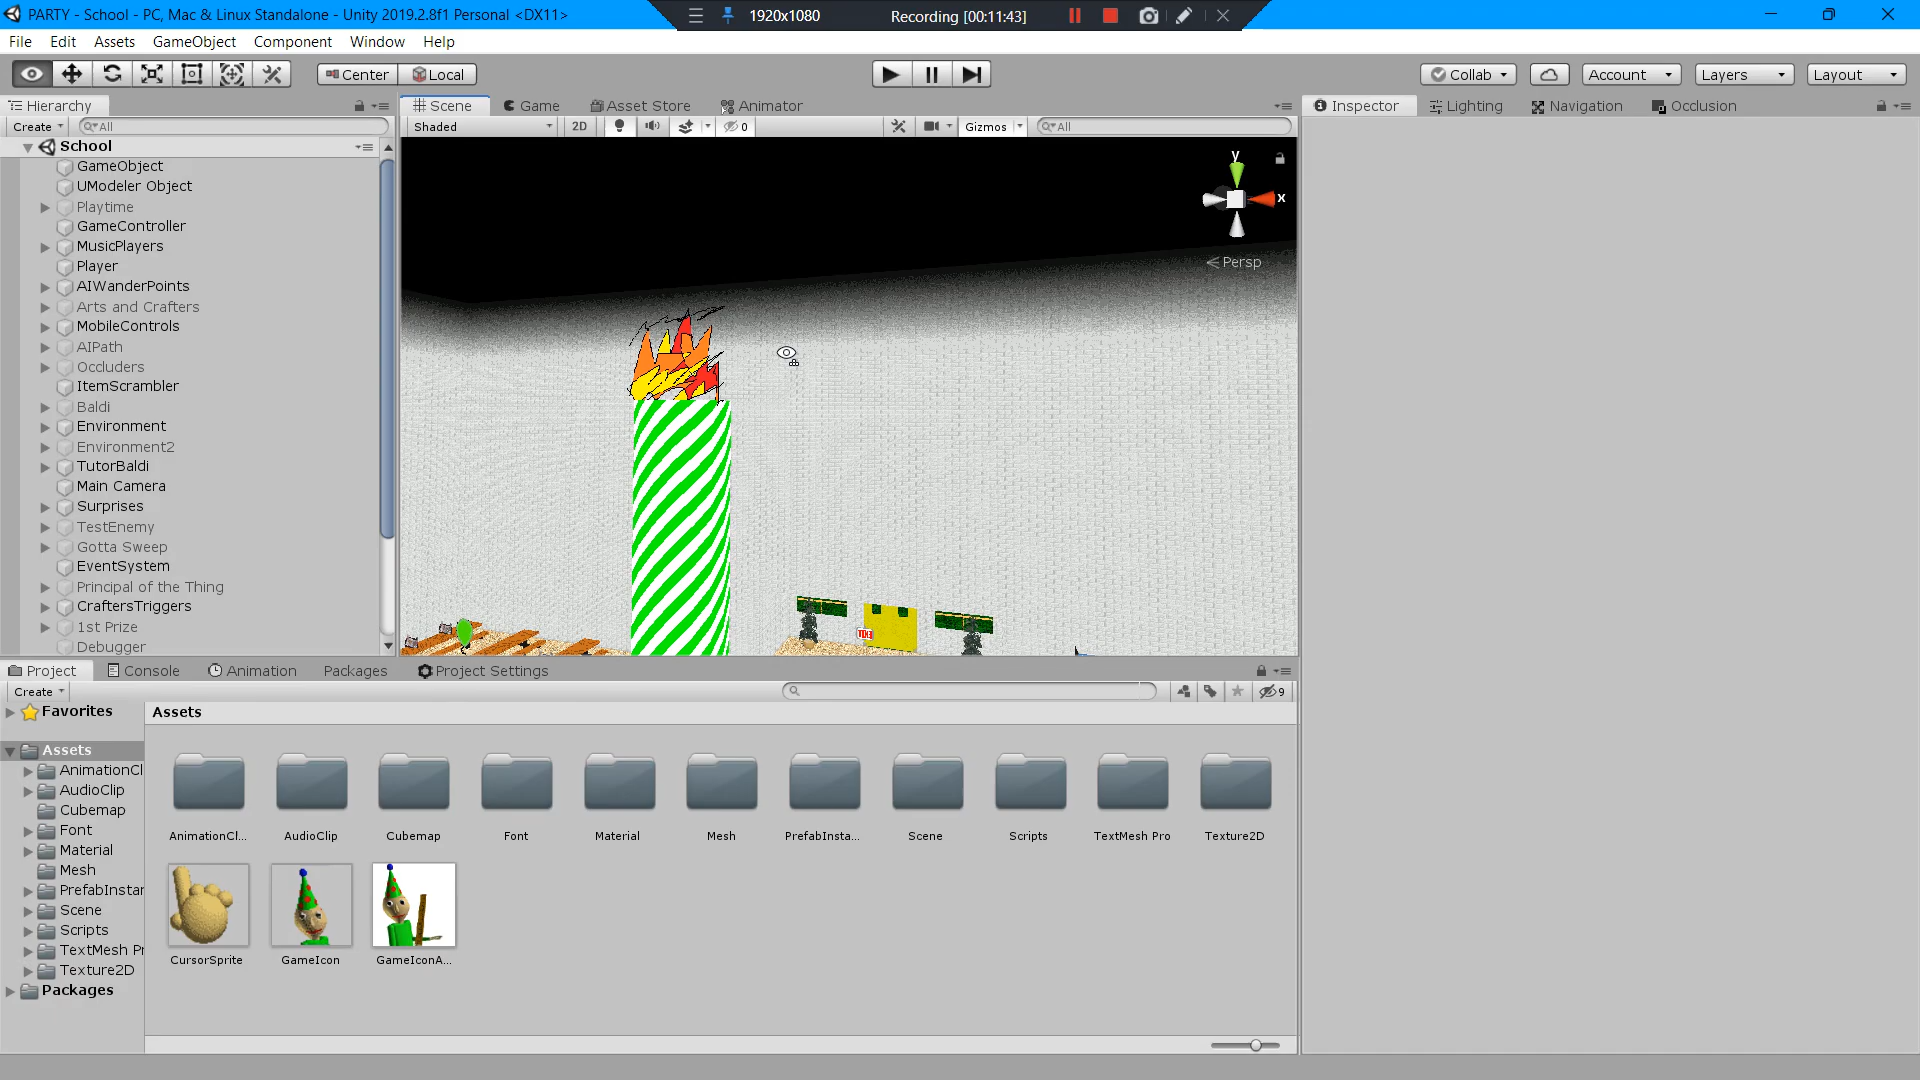 PARTY - School - PC, Mac & Linux Standalone - Unity 2019.2.8f1 Personal <DX11>
1920x1080
Recording [00:11:43]
File Edit Assets GameObject Component Window Help
Center Local
Collab Account Layers Layout
Hierarchy
Create All
School
GameObject
UModeler Object
Playtime
GameController
MusicPlayers
Player
AIWanderPoints
Arts and Crafters
MobileControls
AIPath
Occluders
ItemScrambler
Baldi
Environment
Environment2
TutorBaldi
Main Camera
Surprises
TestEnemy
Gotta Sweep
EventSystem
Principal of the Thing
CraftersTriggers
1st Prize
Debugger
Scene Game Asset Store Animator
Shaded 2D 0 Gizmos All
y
x
Persp
EXIT
Inspector Lighting Navigation Occlusion
Project Console Animation Packages Project Settings
Create 9
Favorites
Assets
AnimationCl
AudioClip
Cubemap
Font
Material
Mesh
PrefabInstar
Scene
Scripts
TextMesh Pr
Texture2D
Packages
Assets
AnimationCl... AudioClip Cubemap Font Material Mesh PrefabInsta... Scene Scripts TextMesh Pro Texture2D
CursorSprite GameIcon GameIconA...